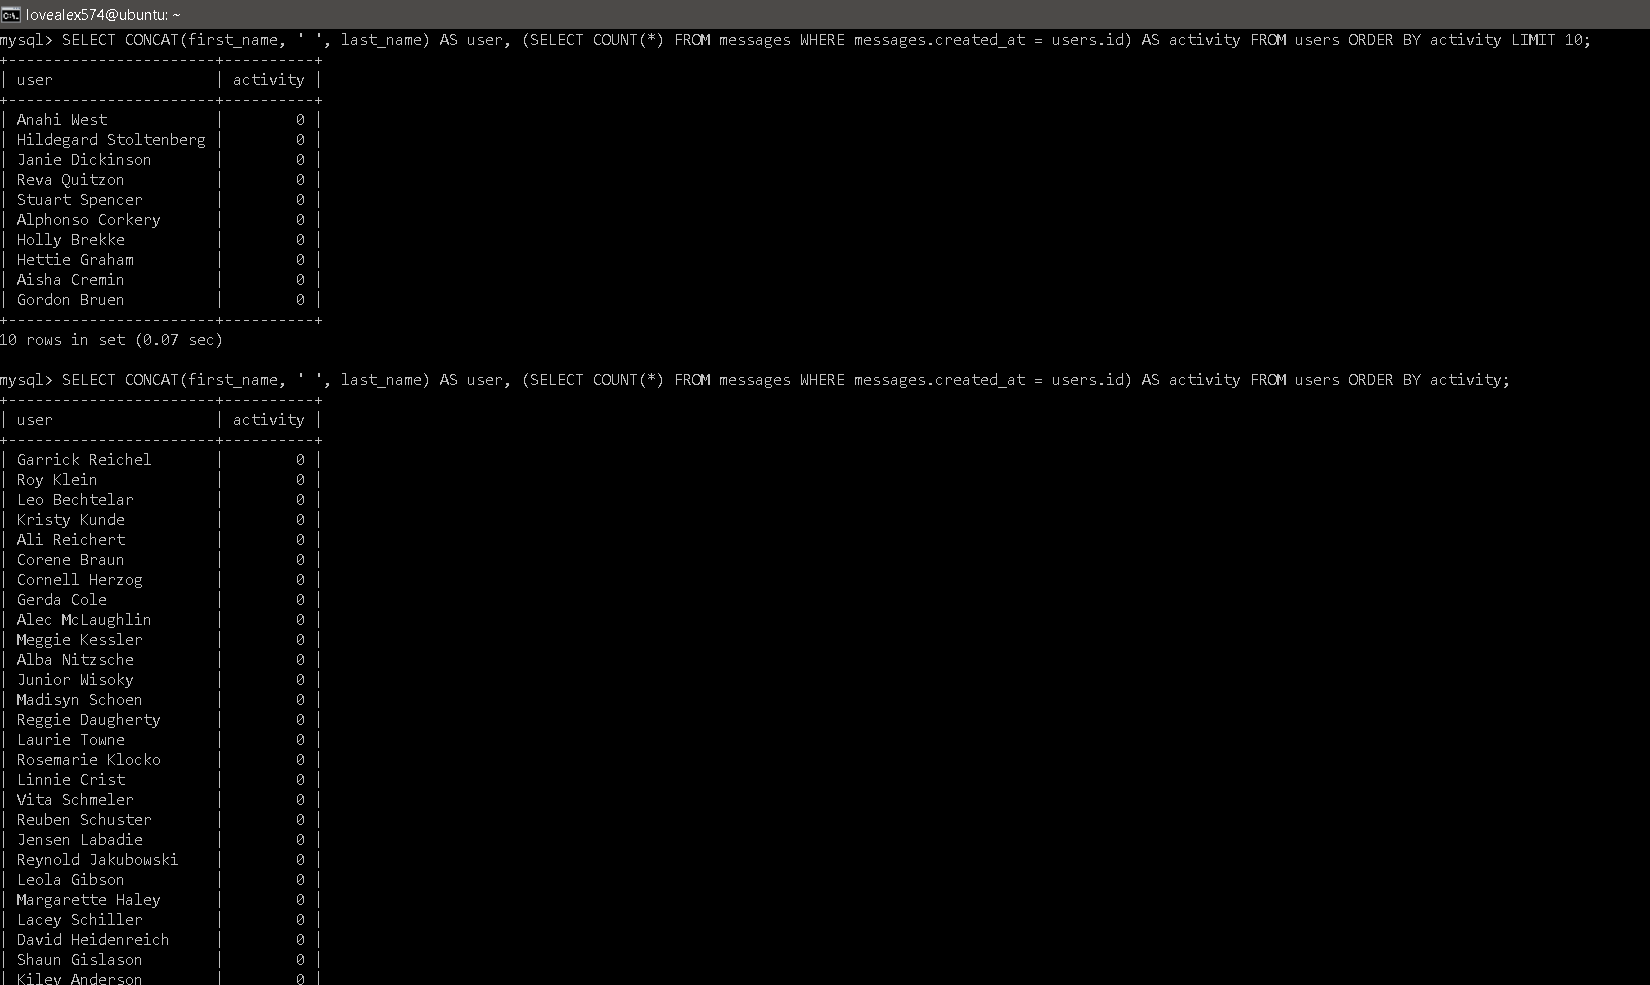 lovealex574@ubuntu: ~
mysql> SELECT CONCAT(first_name, ' ', last_name) AS user, (SELECT COUNT(*) FROM messages WHERE messages.created_at = users.id) AS activity FROM users ORDER BY activity LIMIT 10;
+-----------------------+----------+
| user                  | activity |
+-----------------------+----------+
| Anahi West            |        0 |
| Hildegard Stoltenberg |        0 |
| Janie Dickinson       |        0 |
| Reva Quitzon          |        0 |
| Stuart Spencer        |        0 |
| Alphonso Corkery      |        0 |
| Holly Brekke          |        0 |
| Hettie Graham         |        0 |
| Aisha Cremin          |        0 |
| Gordon Bruen          |        0 |
+-----------------------+----------+
10 rows in set (0.07 sec)
mysql> SELECT CONCAT(first_name, ' ', last_name) AS user, (SELECT COUNT(*) FROM messages WHERE messages.created_at = users.id) AS activity FROM users ORDER BY activity;
+-----------------------+----------+
| user                  | activity |
+-----------------------+----------+
| Garrick Reichel       |        0 |
| Roy Klein             |        0 |
| Leo Bechtelar         |        0 |
| Kristy Kunde          |        0 |
| Ali Reichert          |        0 |
| Corene Braun          |        0 |
| Cornell Herzog        |        0 |
| Gerda Cole            |        0 |
| Alec McLaughlin       |        0 |
| Meggie Kessler        |        0 |
| Alba Nitzsche         |        0 |
| Junior Wisoky         |        0 |
| Madisyn Schoen        |        0 |
| Reggie Daugherty      |        0 |
| Laurie Towne          |        0 |
| Rosemarie Klocko      |        0 |
| Linnie Crist          |        0 |
| Vita Schmeler         |        0 |
| Reuben Schuster       |        0 |
| Jensen Labadie        |        0 |
| Reynold Jakubowski    |        0 |
| Leola Gibson          |        0 |
| Margarette Haley      |        0 |
| Lacey Schiller        |        0 |
| David Heidenreich     |        0 |
| Shaun Gislason        |        0 |
| Kiley Anderson        |        0 |